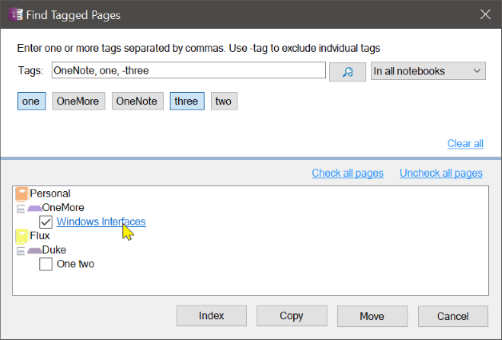 Find Tagged Pages
Enter one or more tags separated by commas. Use -tag to exclude indvidual tags
Tags: OneNote, one, -three In all notebooks
one OneMore OneNote three two
Clear all
Check all pages Uncheck all pages
Personal
OneMore
Windows Interfaces
Flux
Duke
One two
Index Copy Move Cancel